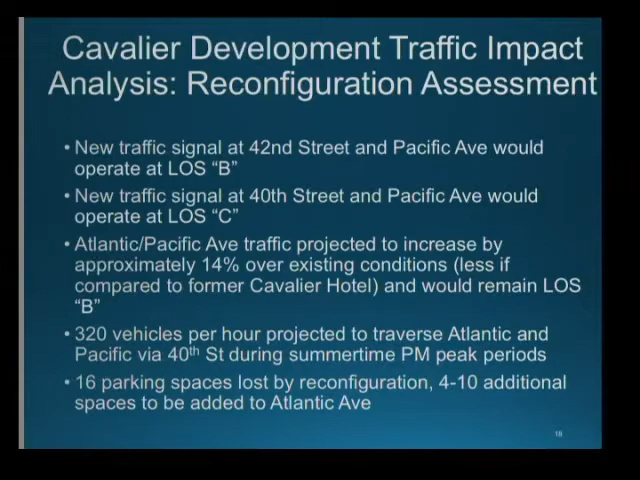 Cavalier Development Traffic Impact
Analysis: Reconfiguration Assessment
• New traffic signal at 42nd Street and Pacific Ave would
operate at LOS “B”
• New traffic signal at 40th Street and Pacific Ave would
operate at LOS “C”
• Atlantic/Pacific Ave traffic projected to increase by
approximately 14% over existing conditions (less if
compared to former Cavalier Hotel) and would remain LOS
“B”
• 320 vehicles per hour projected to traverse Atlantic and
Pacific via 40th St during summertime PM peak periods
• 16 parking spaces lost by reconfiguration, 4-10 additional
spaces to be added to Atlantic Ave
18